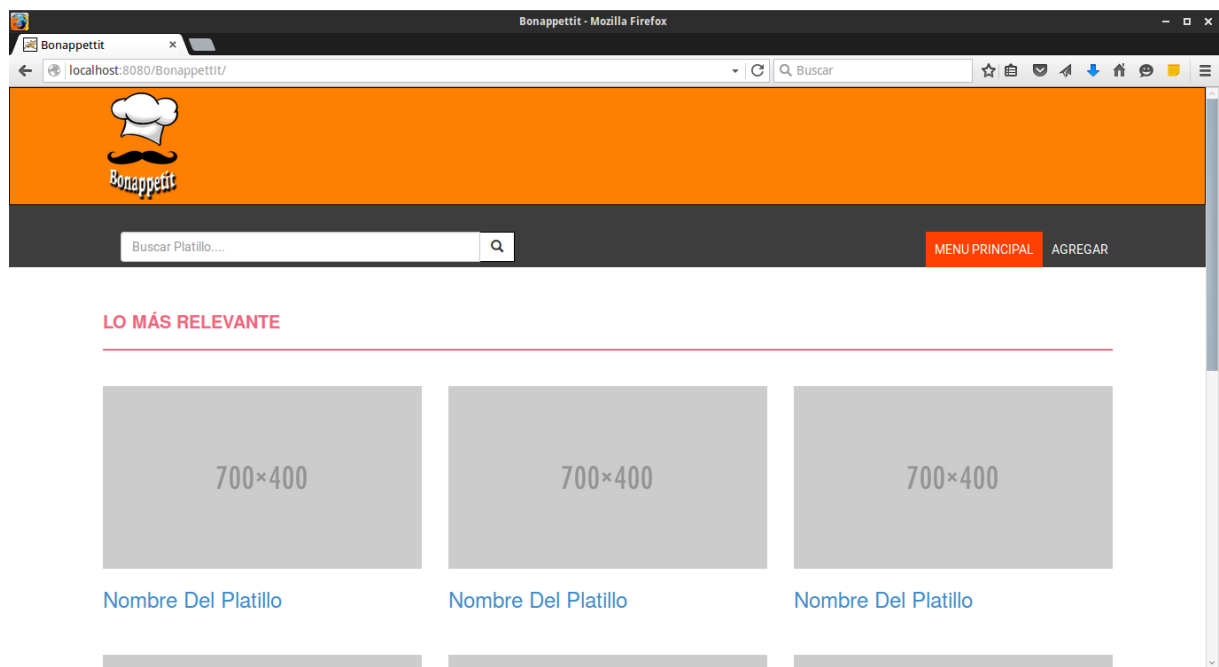 Bonappettit - Mozilla Firefox
Bonappettit ×
localhost:8080/Bonappettit/
Buscar
Bonappetit
Buscar Platillo....
MENU PRINCIPAL AGREGAR
LO MÁS RELEVANTE
700×400 700×400 700×400
Nombre Del Platillo Nombre Del Platillo Nombre Del Platillo